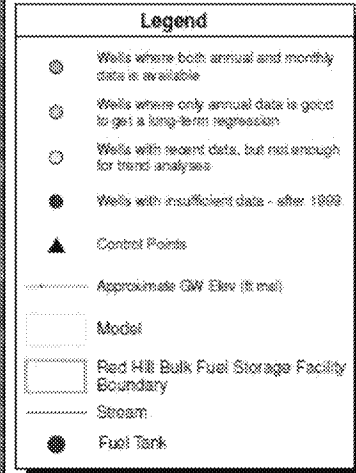 Legend
Wells where both annual and monthly
data is available
Wells where only annual data is good
to get a long-term regression
Wells with recent data, but not enough
for trend analyses
Wells with insufficient data - after 1999
Control Points
Approximate GW Elev (ft msl)
Model
Red Hill Bulk Fuel Storage Facility
Boundary
Stream
Fuel Tank